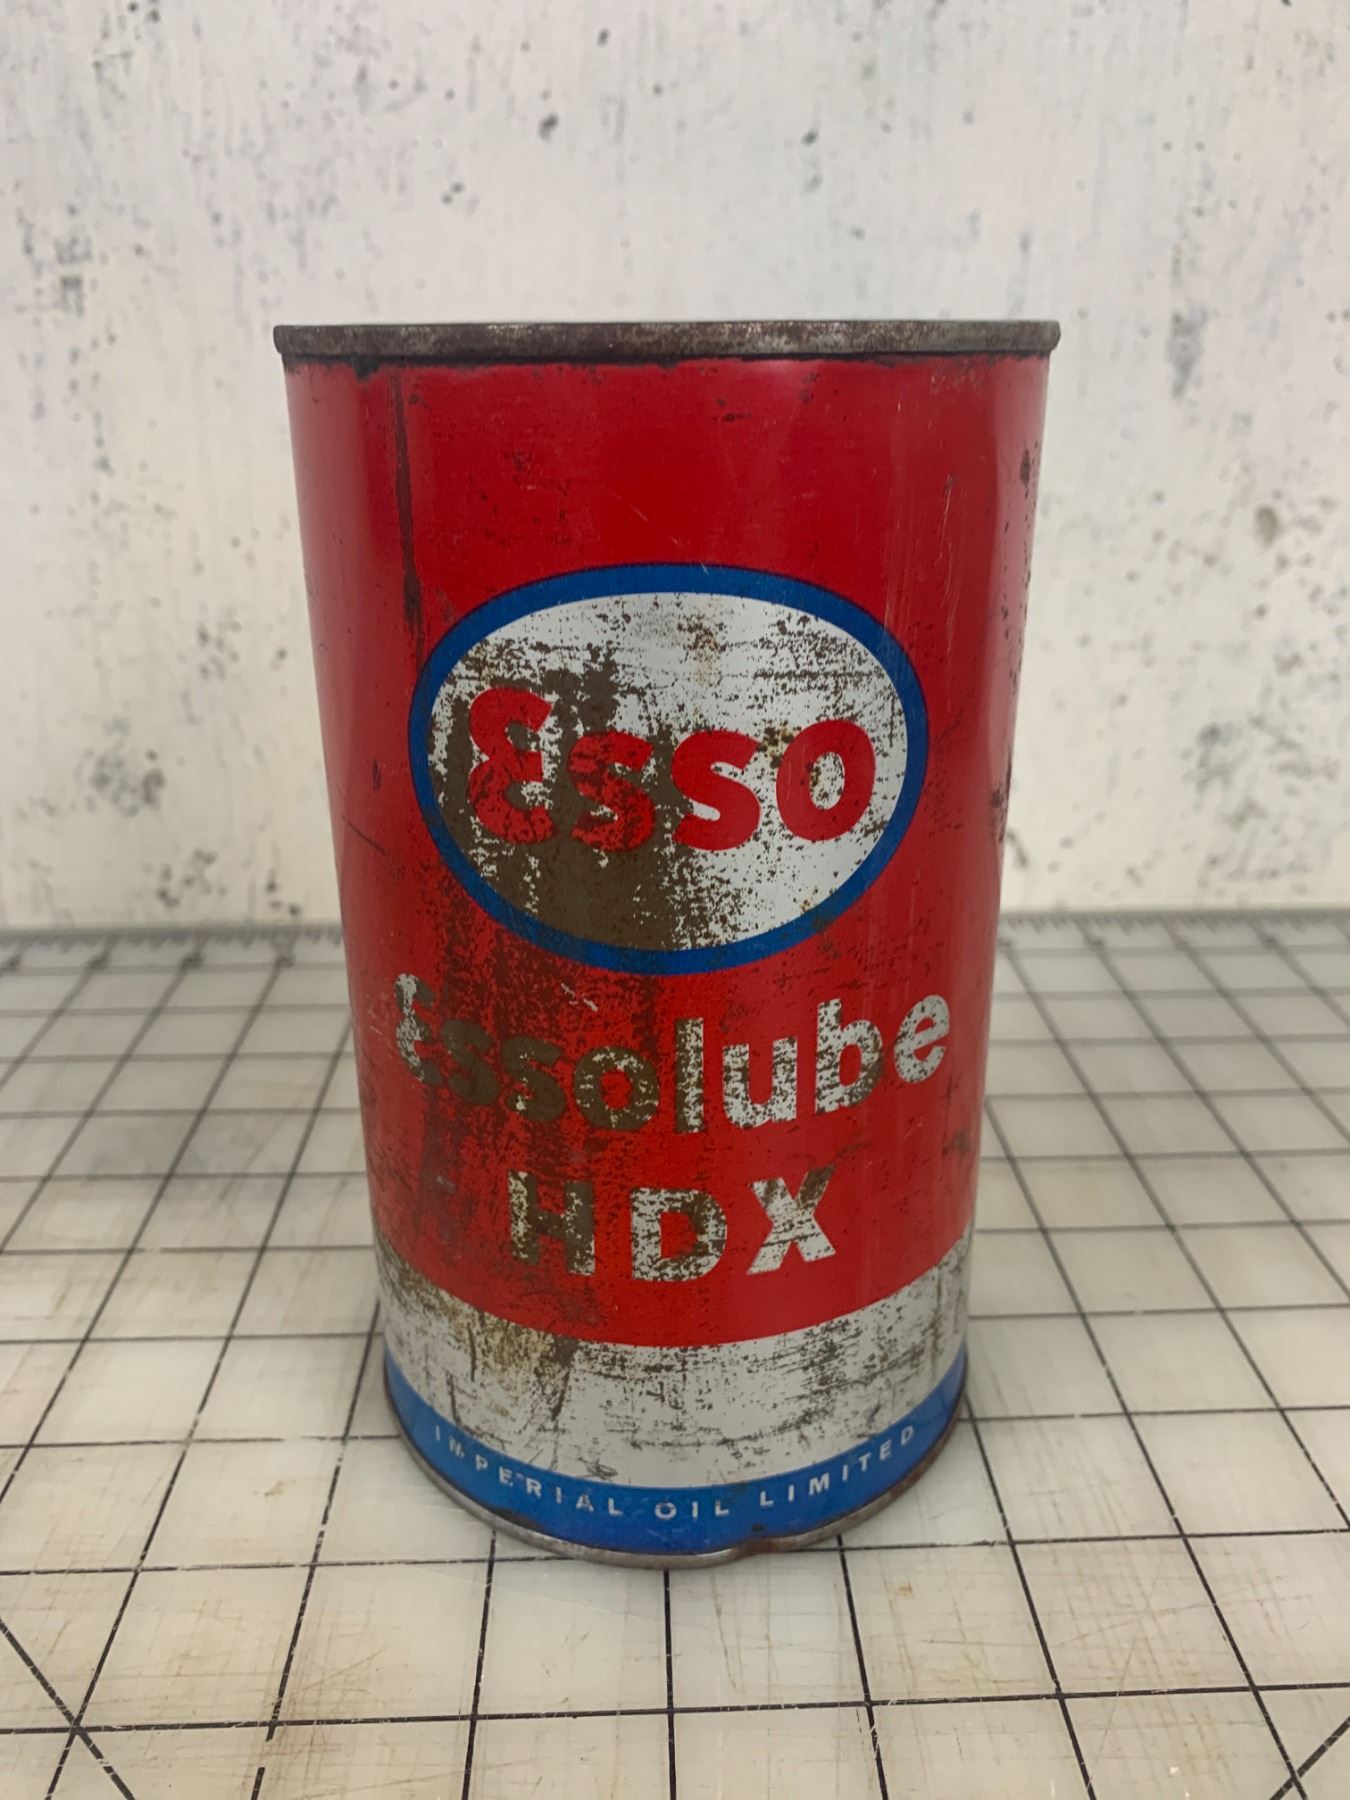 Esso
Essolube
HDX
IMPERIAL OIL LIMITED